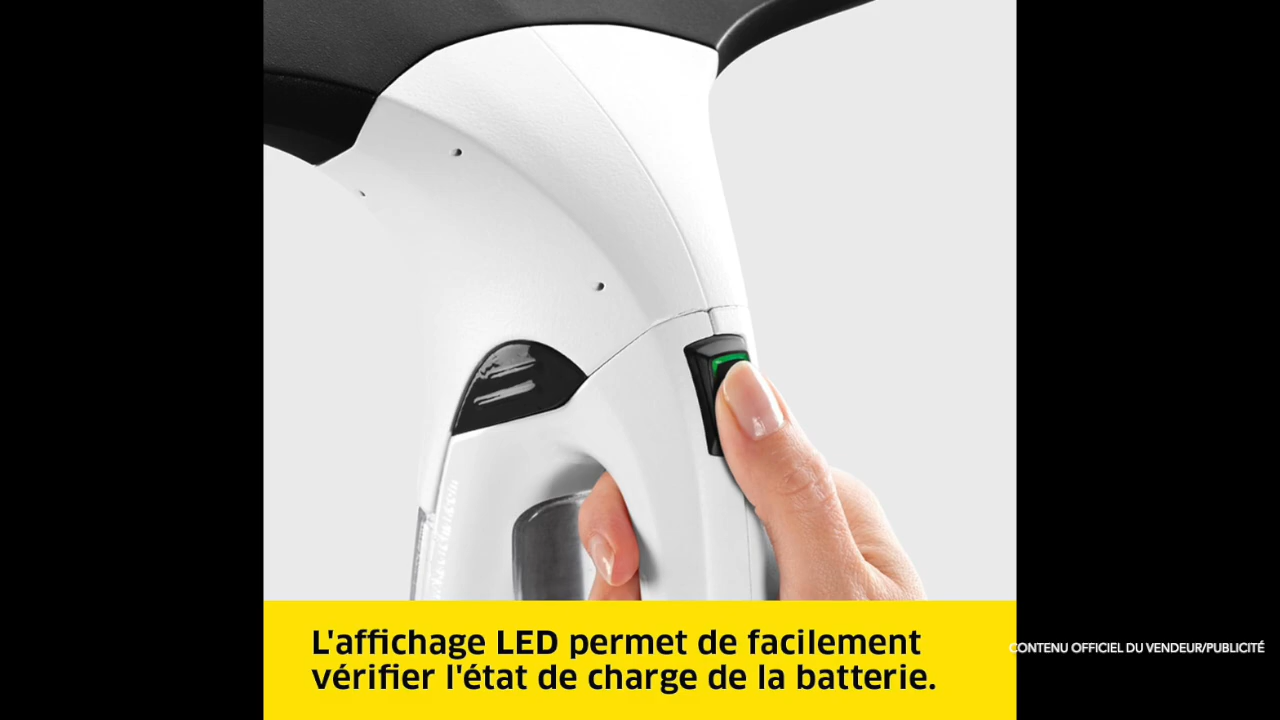 L'affichage LED permet de facilement
vérifier l'état de charge de la batterie.
CONTENU OFFICIEL DU VENDEUR/PUBLICITÉ